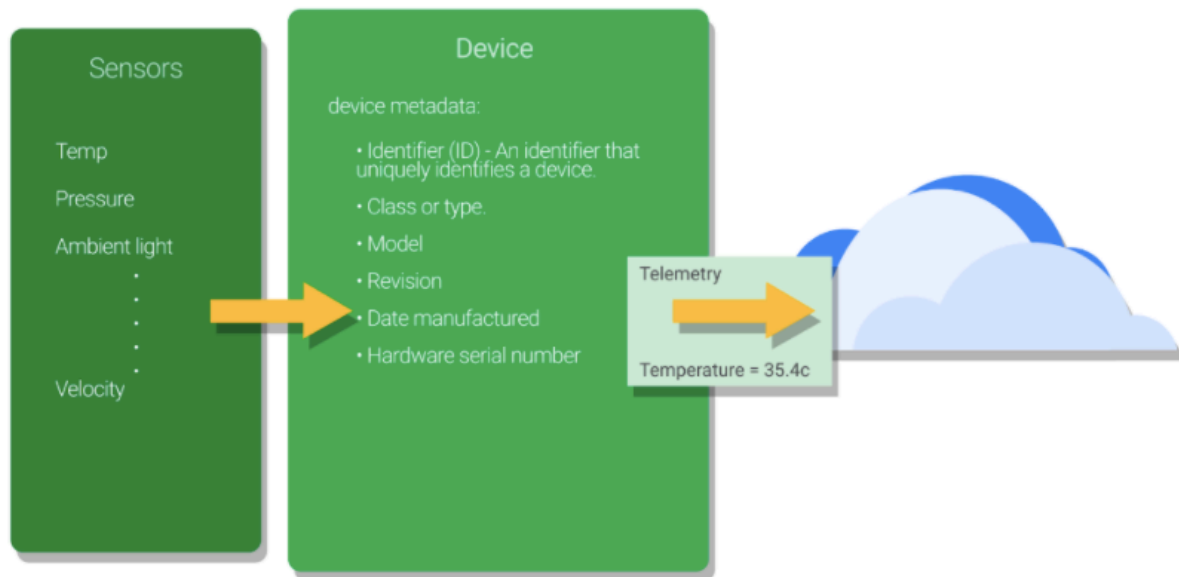 Sensors
Temp
Pressure
Ambient light
Velocity
Device
device metadata:
• Identifier (ID) - An identifier that
uniquely identifies a device.
• Class or type.
• Model
• Revision
• Date manufactured
• Hardware serial number
Telemetry
Temperature = 35.4c